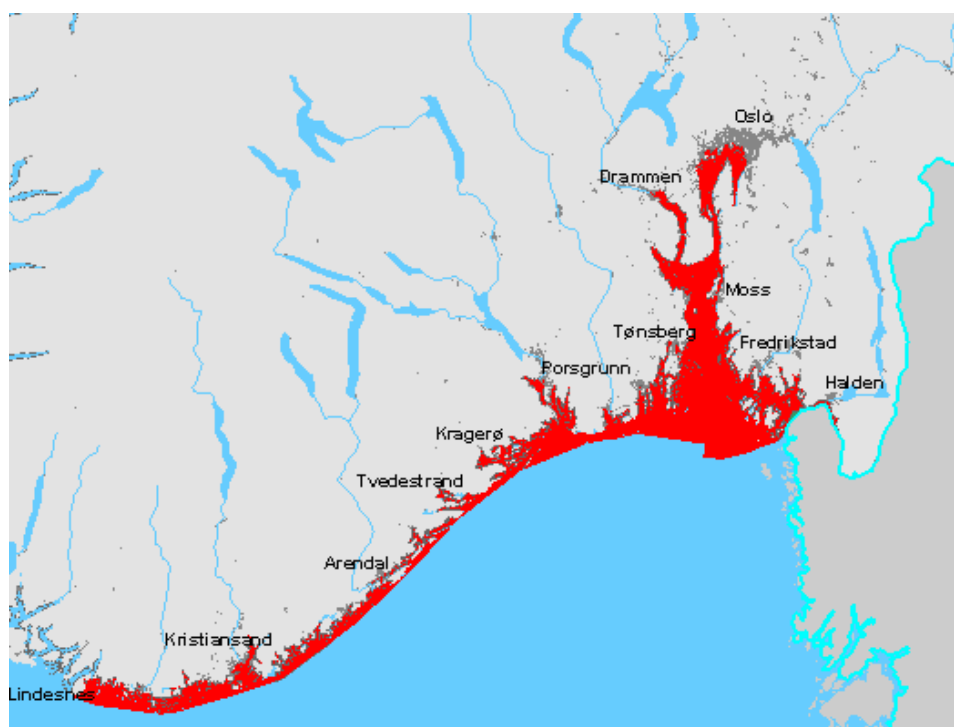 Oslo
Drammen
Moss
Tønsberg
Fredrikstad
Porsgrunn
Halden
Kragerø
Tvedestrand
Arendal
Kristiansand
Lindesnes